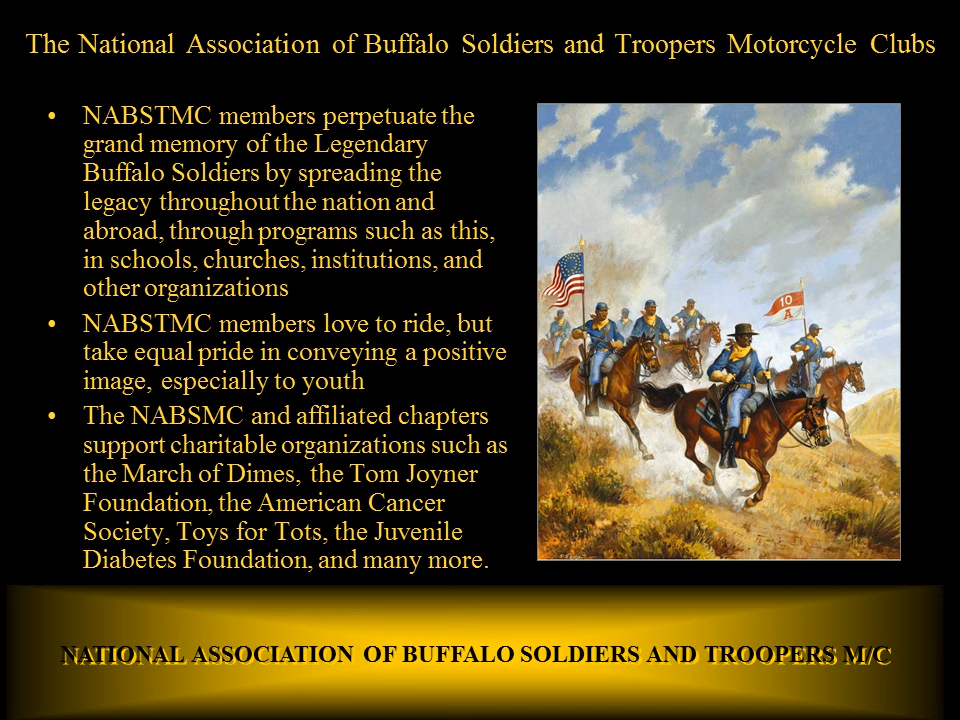 The National Association of Buffalo Soldiers and Troopers Motorcycle Clubs
• NABSTMC members perpetuate the
grand memory of the Legendary
Buffalo Soldiers by spreading the
legacy throughout the nation and
abroad, through programs such as this,
in schools, churches, institutions, and
other organizations
• NABSTMC members love to ride, but
take equal pride in conveying a positive
image, especially to youth
• The NABSMC and affiliated chapters
support charitable organizations such as
the March of Dimes, the Tom Joyner
Foundation, the American Cancer
Society, Toys for Tots, the Juvenile
Diabetes Foundation, and many more.
10
A
NATIONAL ASSOCIATION OF BUFFALO SOLDIERS AND TROOPERS M/C